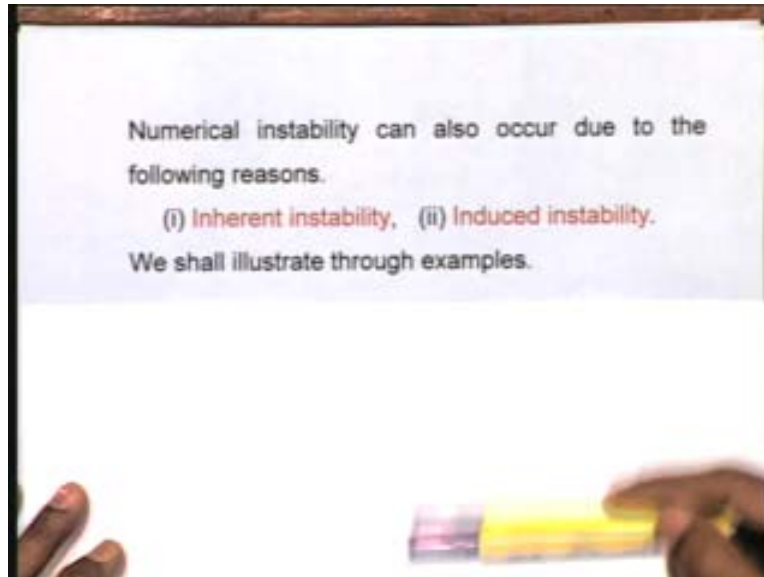 Numerical instability can also occur due to the
following reasons.
(i) Inherent instability, (ii) Induced instability.
We shall illustrate through examples.